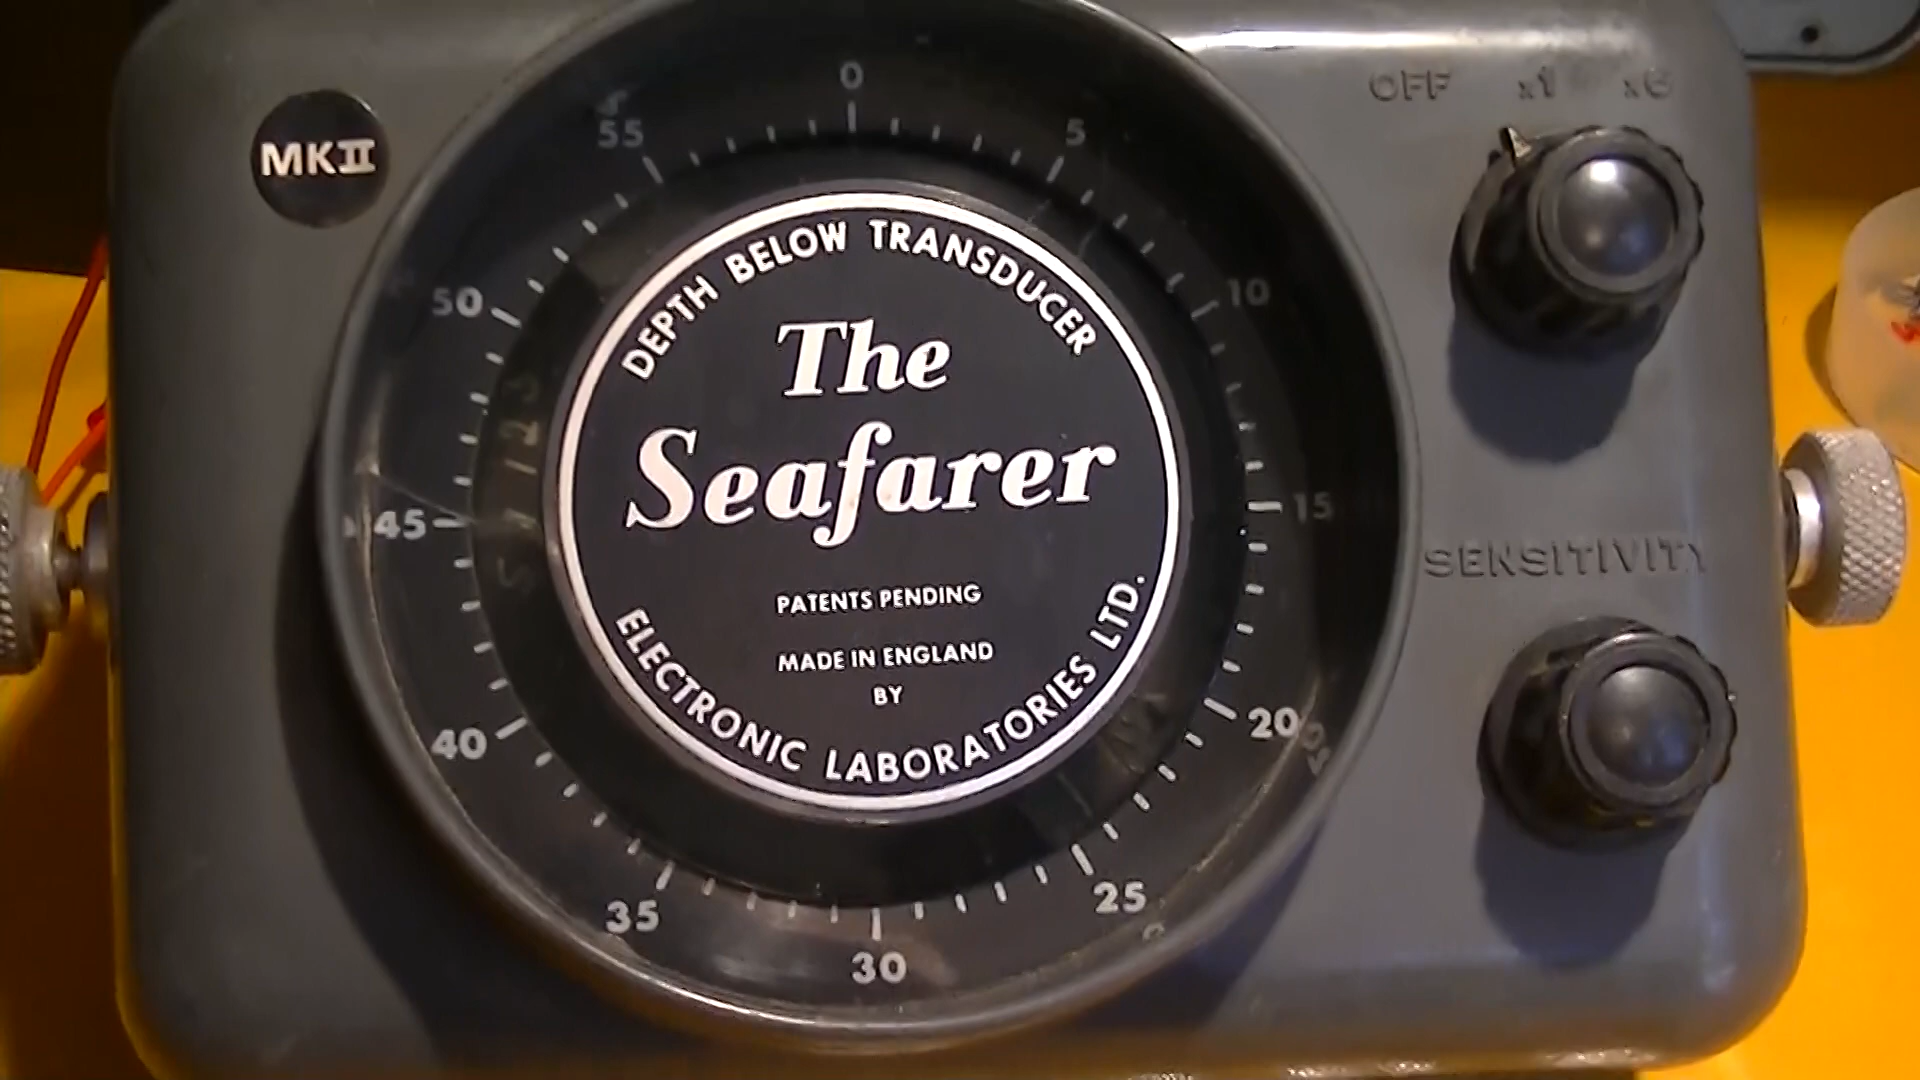 MKII
OFF x1 x6
0
5
10
15
20
25
30
35
40
45
50
55
DEPTH BELOW TRANSDUCER
The
Seafarer
PATENTS PENDING
MADE IN ENGLAND
BY
ELECTRONIC LABORATORIES LTD.
SENSITIVITY